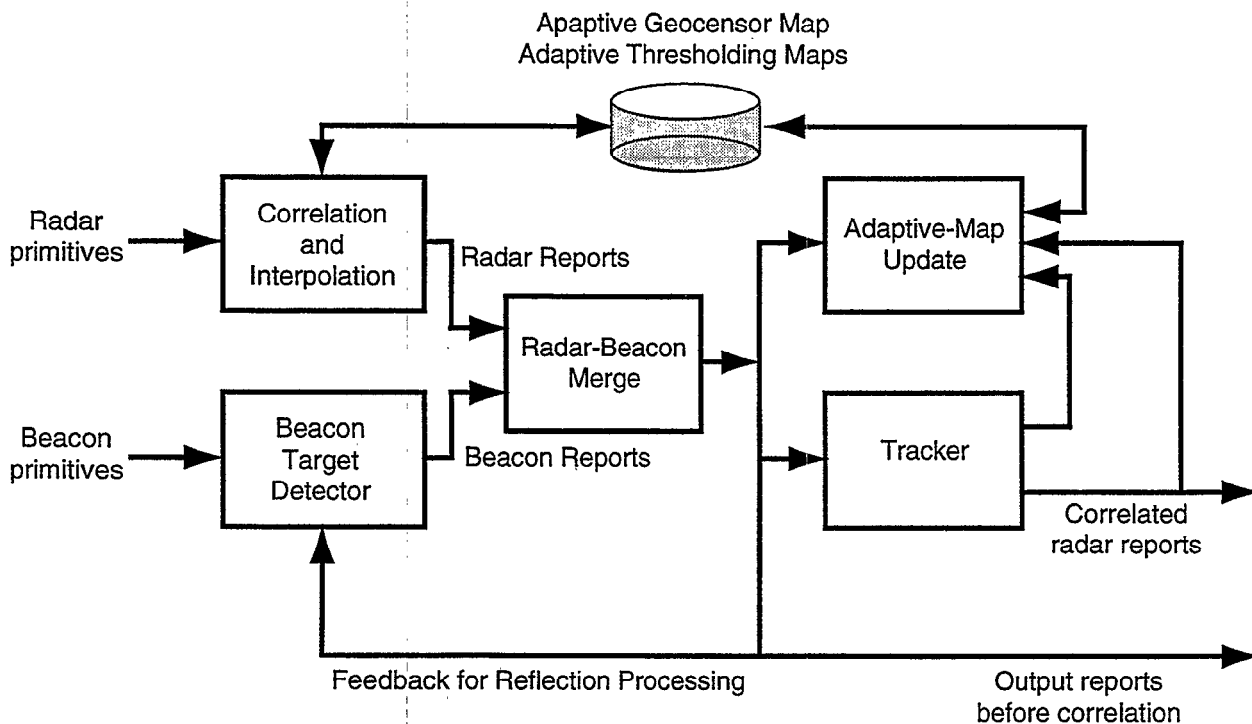 Apaptive Geocensor Map
Adaptive Thresholding Maps
Radar
primitives
Correlation
and
Interpolation
Radar Reports
Adaptive-Map
Update
Radar-Beacon
Merge
Beacon
primitives
Beacon
Target
Detector
Beacon Reports
Tracker
Correlated
radar reports
Feedback for Reflection Processing
Output reports
before correlation